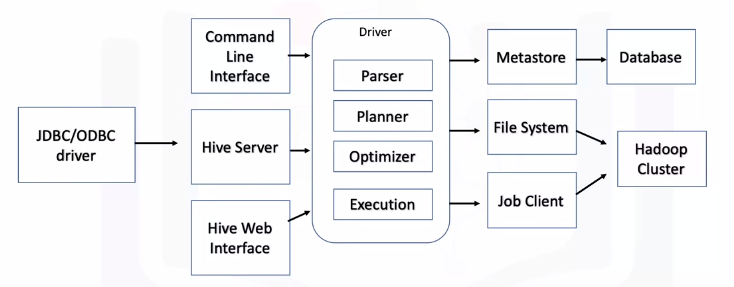 Command
Line
Interface
Driver
Parser
Planner
Optimizer
Execution
Metastore
Database
JDBC/ODBC
driver
Hive Server
File System
Hadoop
Cluster
Hive Web
Interface
Job Client